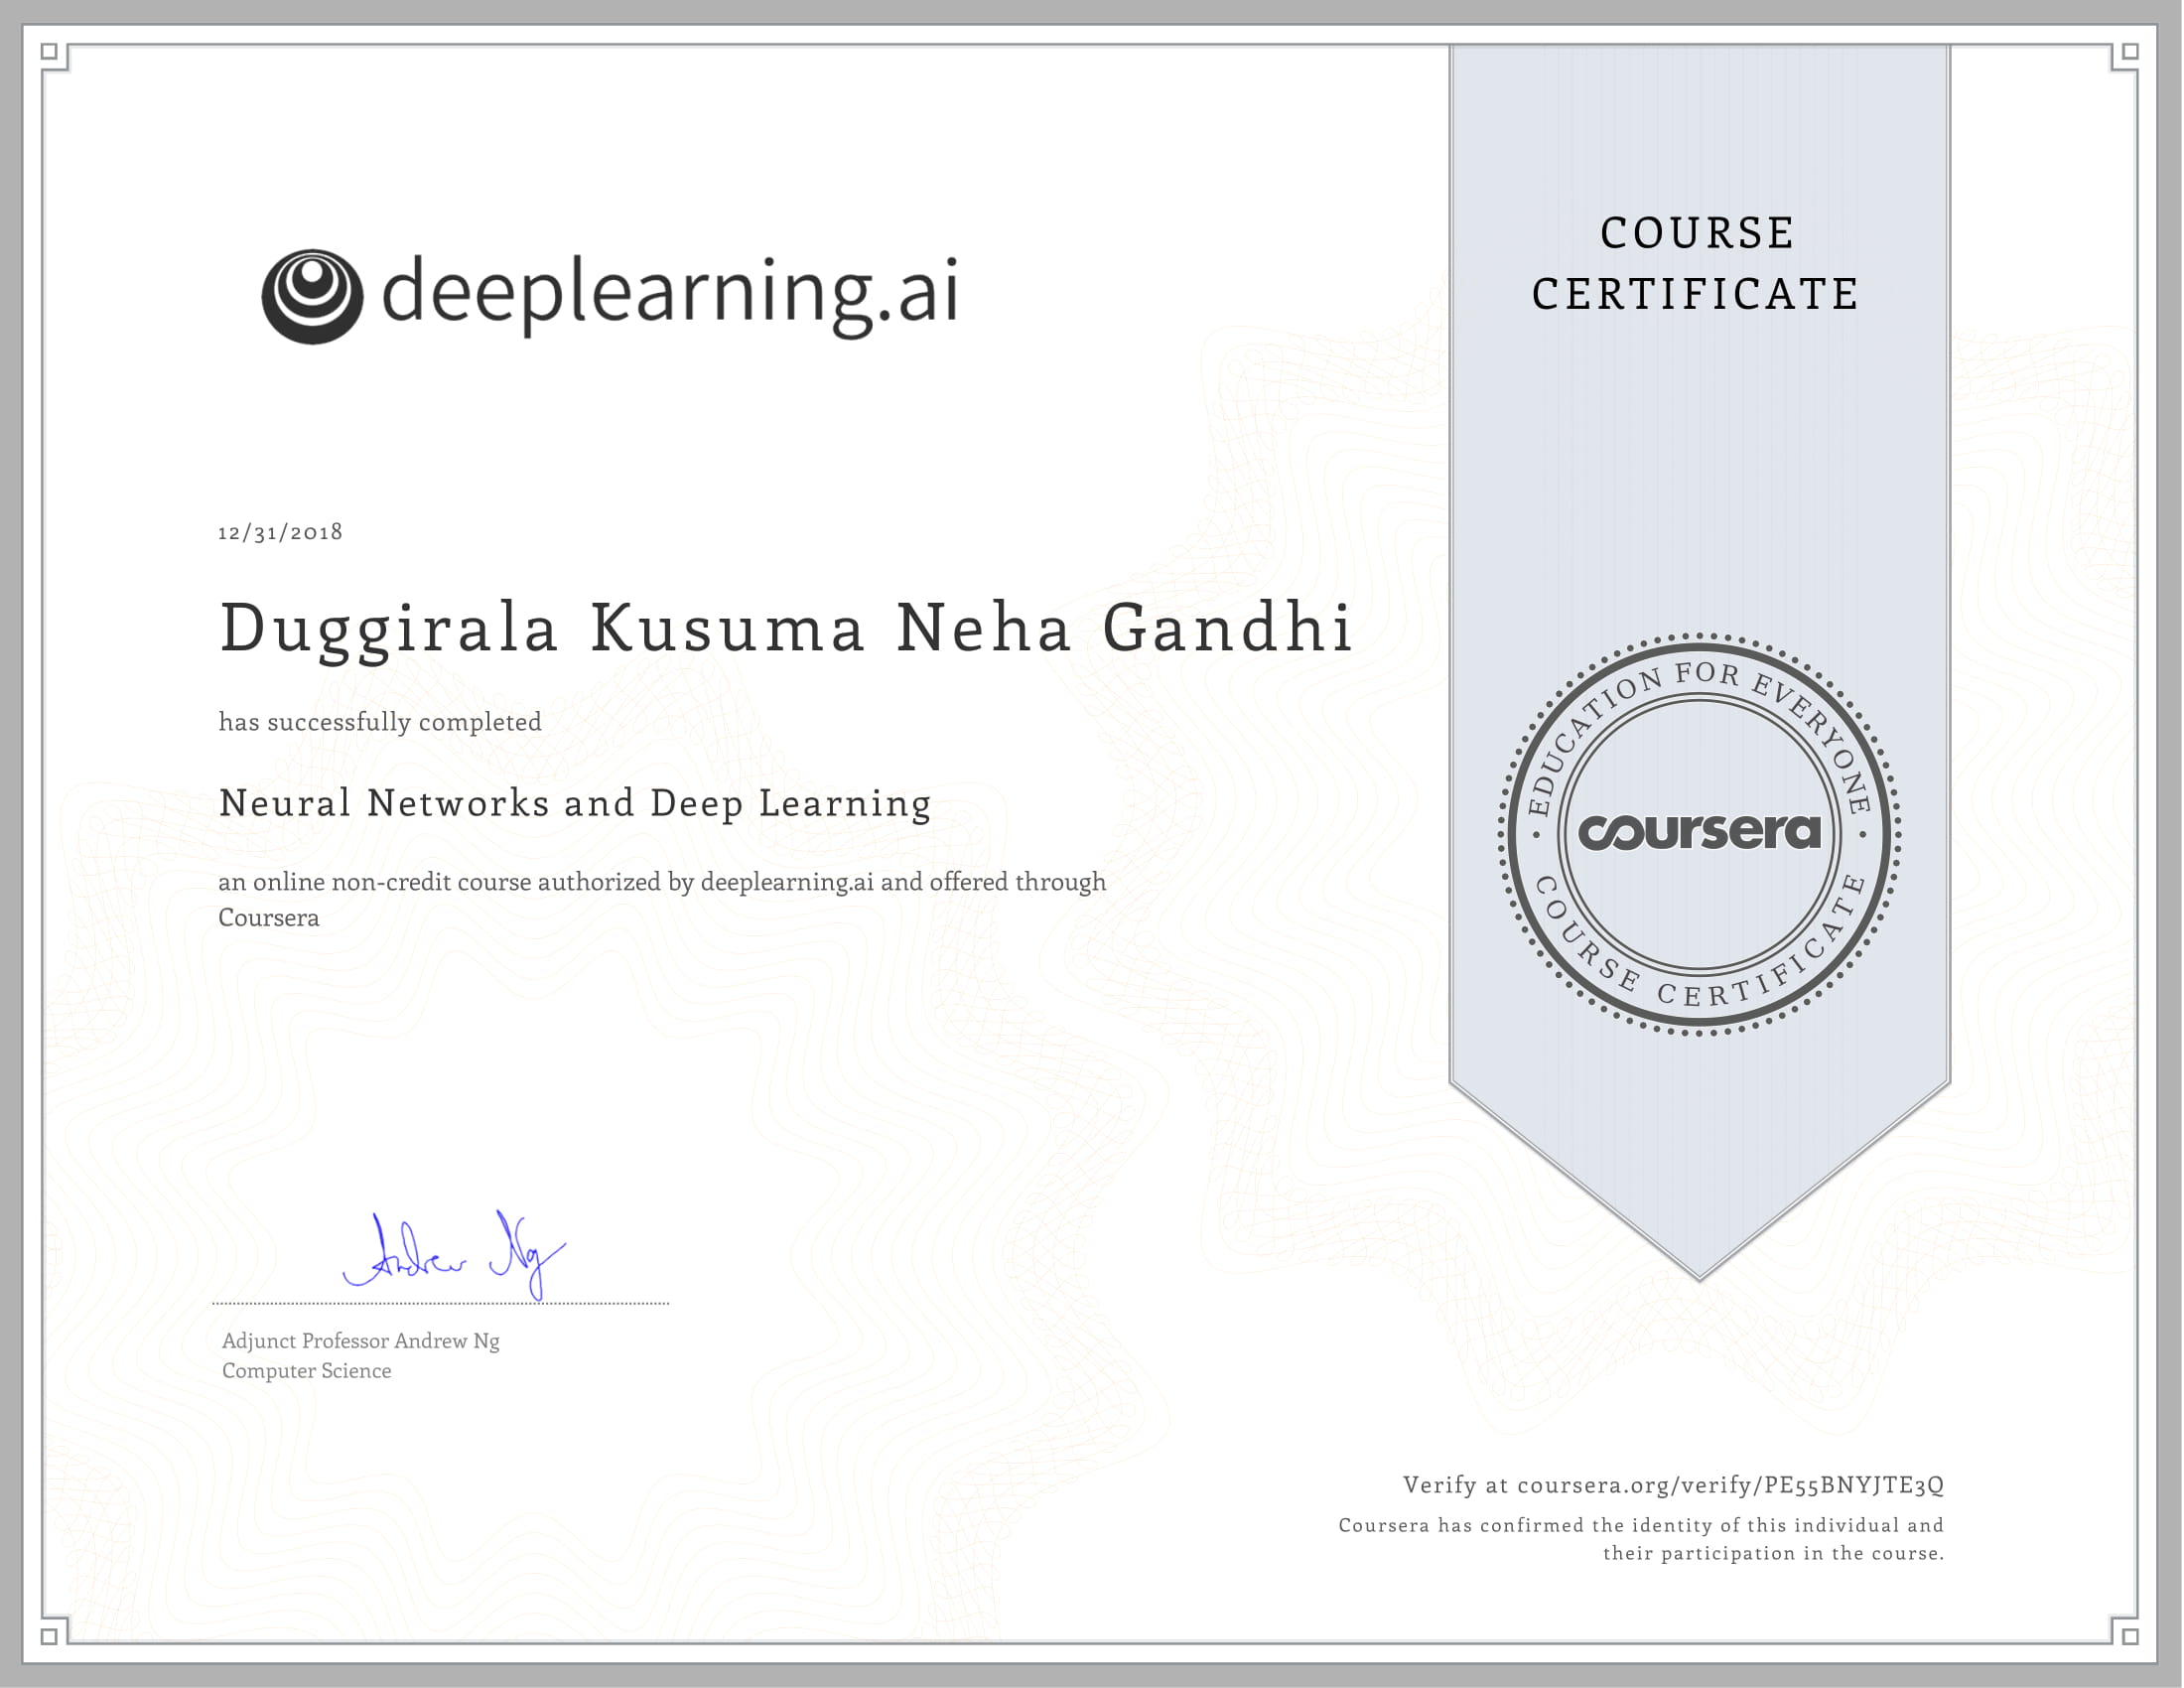 deeplearning.ai
COURSE
CERTIFICATE
12/31/2018
Duggirala Kusuma Neha Gandhi
has successfully completed
Neural Networks and Deep Learning
an online non-credit course authorized by deeplearning.ai and offered through
Coursera
EDUCATION FOR EVERYONE
coursera
COURSE CERTIFICATE
Andrew Ng
Adjunct Professor Andrew Ng
Computer Science
Verify at coursera.org/verify/PE55BNYJTE3Q
Coursera has confirmed the identity of this individual and
their participation in the course.